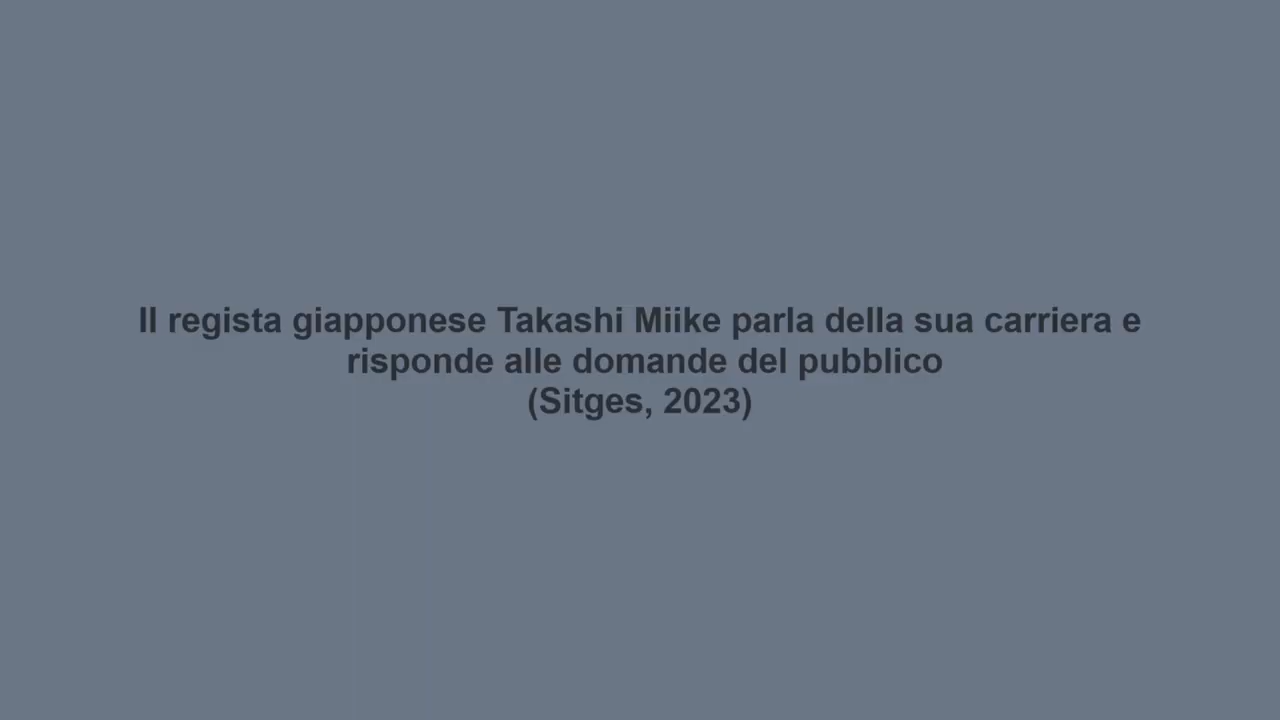 Il regista giapponese Takashi Miike parla della sua carriera e
risponde alle domande del pubblico
(Sitges, 2023)